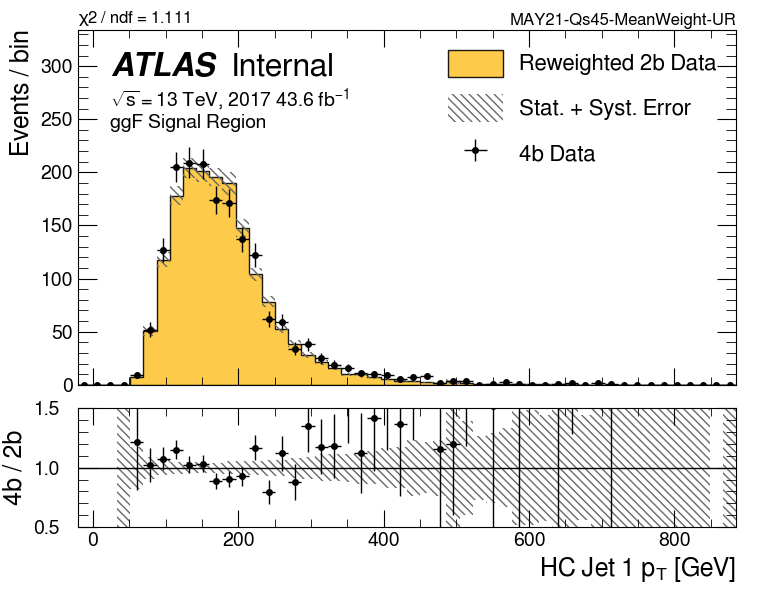 χ2 / ndf = 1.111
MAY21-Qs45-MeanWeight-UR
Events / bin
ATLAS Internal
√s = 13 TeV, 2017 43.6 fb⁻¹
ggF Signal Region
Reweighted 2b Data
Stat. + Syst. Error
4b Data
300
250
200
150
100
50
0
4b / 2b
1.5
1.0
0.5
0 200 400 600 800
HC Jet 1 p_T [GeV]